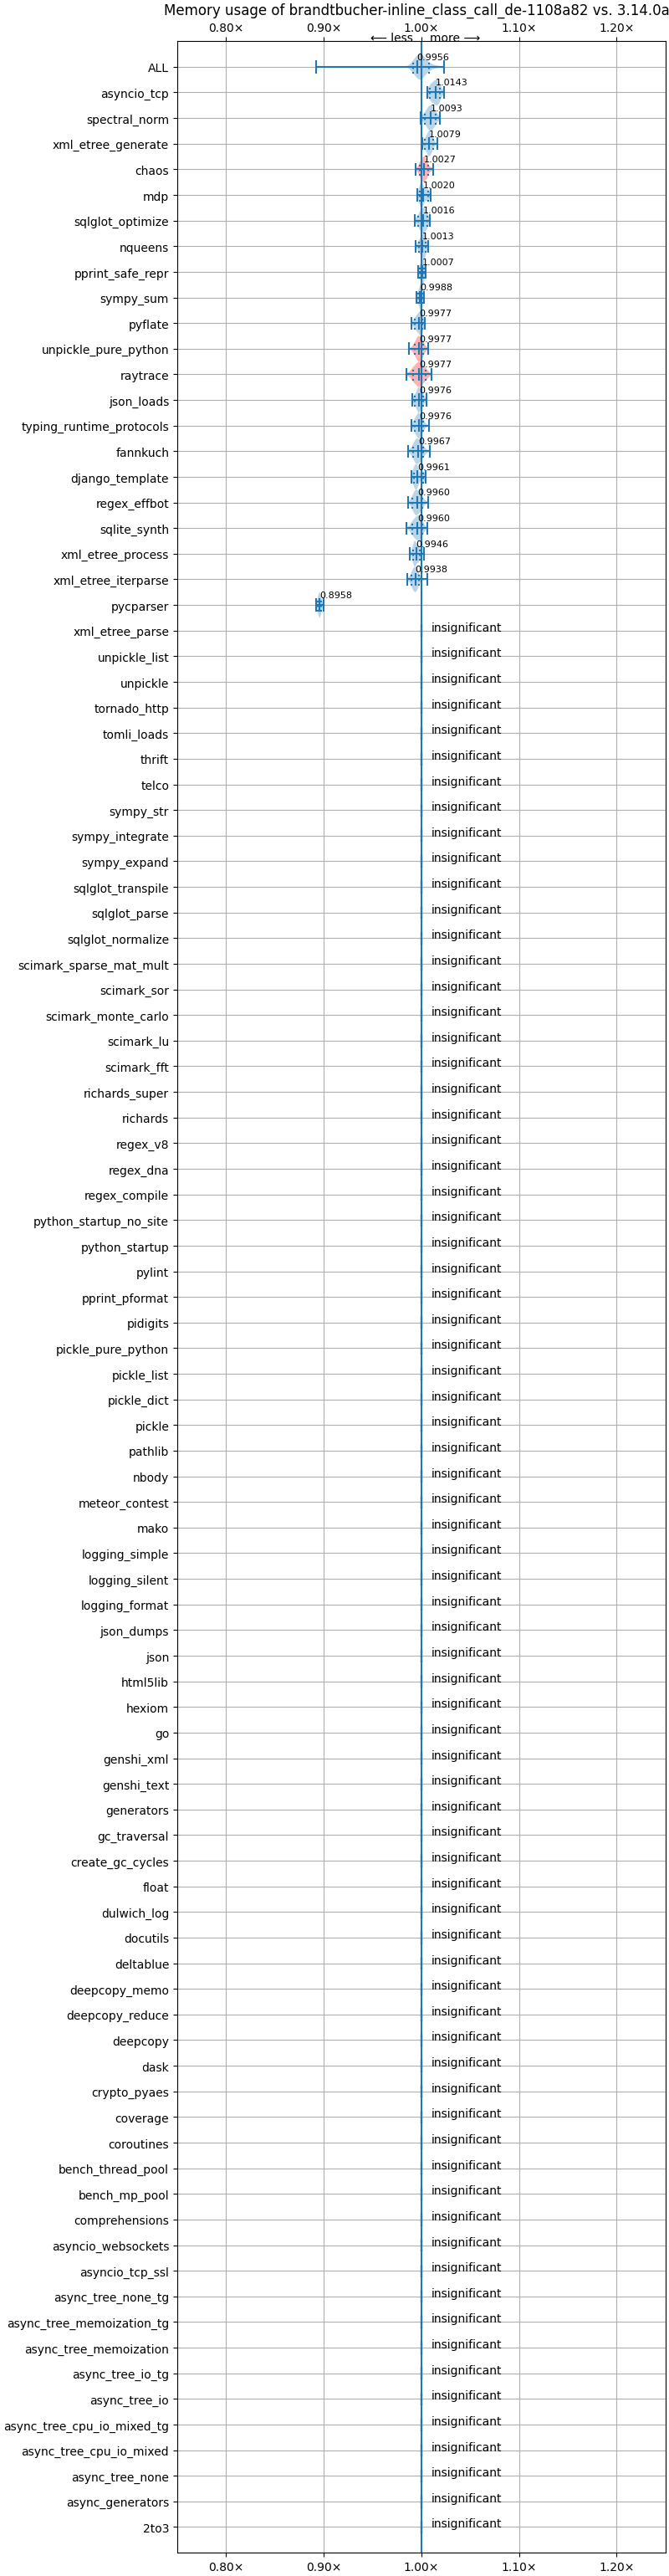 Memory usage of brandtbucher-inline_class_call_de-1108a82 vs. 3.14.0a
0.80× 0.90× 1.00× 1.10× 1.20×
⟵ less more ⟶
ALL 0.9956
asyncio_tcp 1.0143
spectral_norm 1.0093
xml_etree_generate 1.0079
chaos 1.0027
mdp 1.0020
sqlglot_optimize 1.0016
nqueens 1.0013
pprint_safe_repr 1.0007
sympy_sum 0.9988
pyflate 0.9977
unpickle_pure_python 0.9977
raytrace 0.9977
json_loads 0.9976
typing_runtime_protocols 0.9976
fannkuch 0.9967
django_template 0.9961
regex_effbot 0.9960
sqlite_synth 0.9960
xml_etree_process 0.9946
xml_etree_iterparse 0.9938
pycparser 0.8958
xml_etree_parse insignificant
unpickle_list insignificant
unpickle insignificant
tornado_http insignificant
tomli_loads insignificant
thrift insignificant
telco insignificant
sympy_str insignificant
sympy_integrate insignificant
sympy_expand insignificant
sqlglot_transpile insignificant
sqlglot_parse insignificant
sqlglot_normalize insignificant
scimark_sparse_mat_mult insignificant
scimark_sor insignificant
scimark_monte_carlo insignificant
scimark_lu insignificant
scimark_fft insignificant
richards_super insignificant
richards insignificant
regex_v8 insignificant
regex_dna insignificant
regex_compile insignificant
python_startup_no_site insignificant
python_startup insignificant
pylint insignificant
pprint_pformat insignificant
pidigits insignificant
pickle_pure_python insignificant
pickle_list insignificant
pickle_dict insignificant
pickle insignificant
pathlib insignificant
nbody insignificant
meteor_contest insignificant
mako insignificant
logging_simple insignificant
logging_silent insignificant
logging_format insignificant
json_dumps insignificant
json insignificant
html5lib insignificant
hexiom insignificant
go insignificant
genshi_xml insignificant
genshi_text insignificant
generators insignificant
gc_traversal insignificant
create_gc_cycles insignificant
float insignificant
dulwich_log insignificant
docutils insignificant
deltablue insignificant
deepcopy_memo insignificant
deepcopy_reduce insignificant
deepcopy insignificant
dask insignificant
crypto_pyaes insignificant
coverage insignificant
coroutines insignificant
bench_thread_pool insignificant
bench_mp_pool insignificant
comprehensions insignificant
asyncio_websockets insignificant
asyncio_tcp_ssl insignificant
async_tree_none_tg insignificant
async_tree_memoization_tg insignificant
async_tree_memoization insignificant
async_tree_io_tg insignificant
async_tree_io insignificant
async_tree_cpu_io_mixed_tg insignificant
async_tree_cpu_io_mixed insignificant
async_tree_none insignificant
async_generators insignificant
2to3 insignificant
0.80× 0.90× 1.00× 1.10× 1.20×